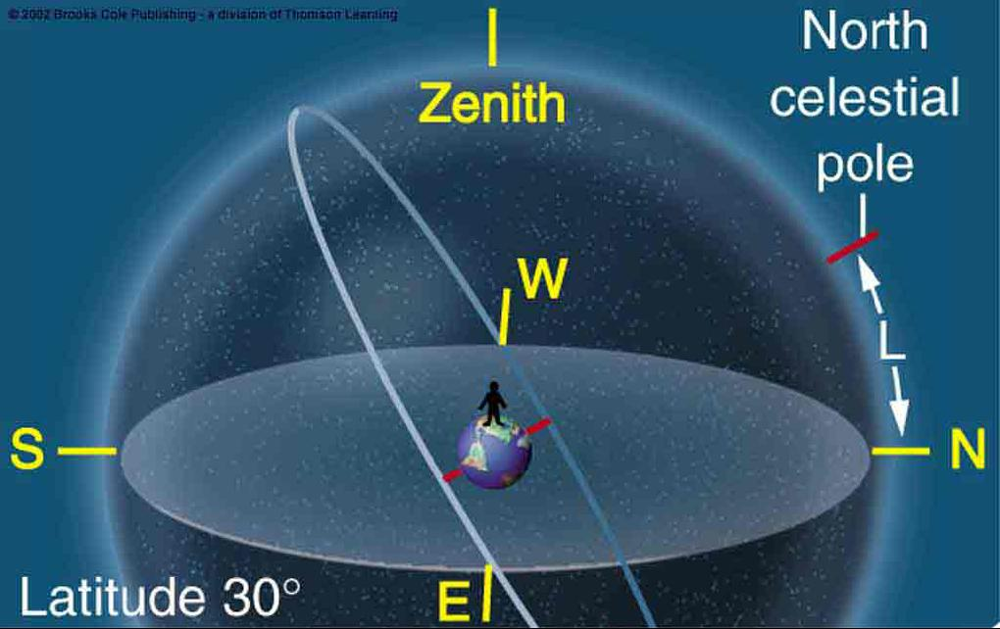 © 2002 Brooks Cole Publishing - a division of Thomson Learning
North
celestial
pole
Zenith
W
L
S
N
E
Latitude 30°